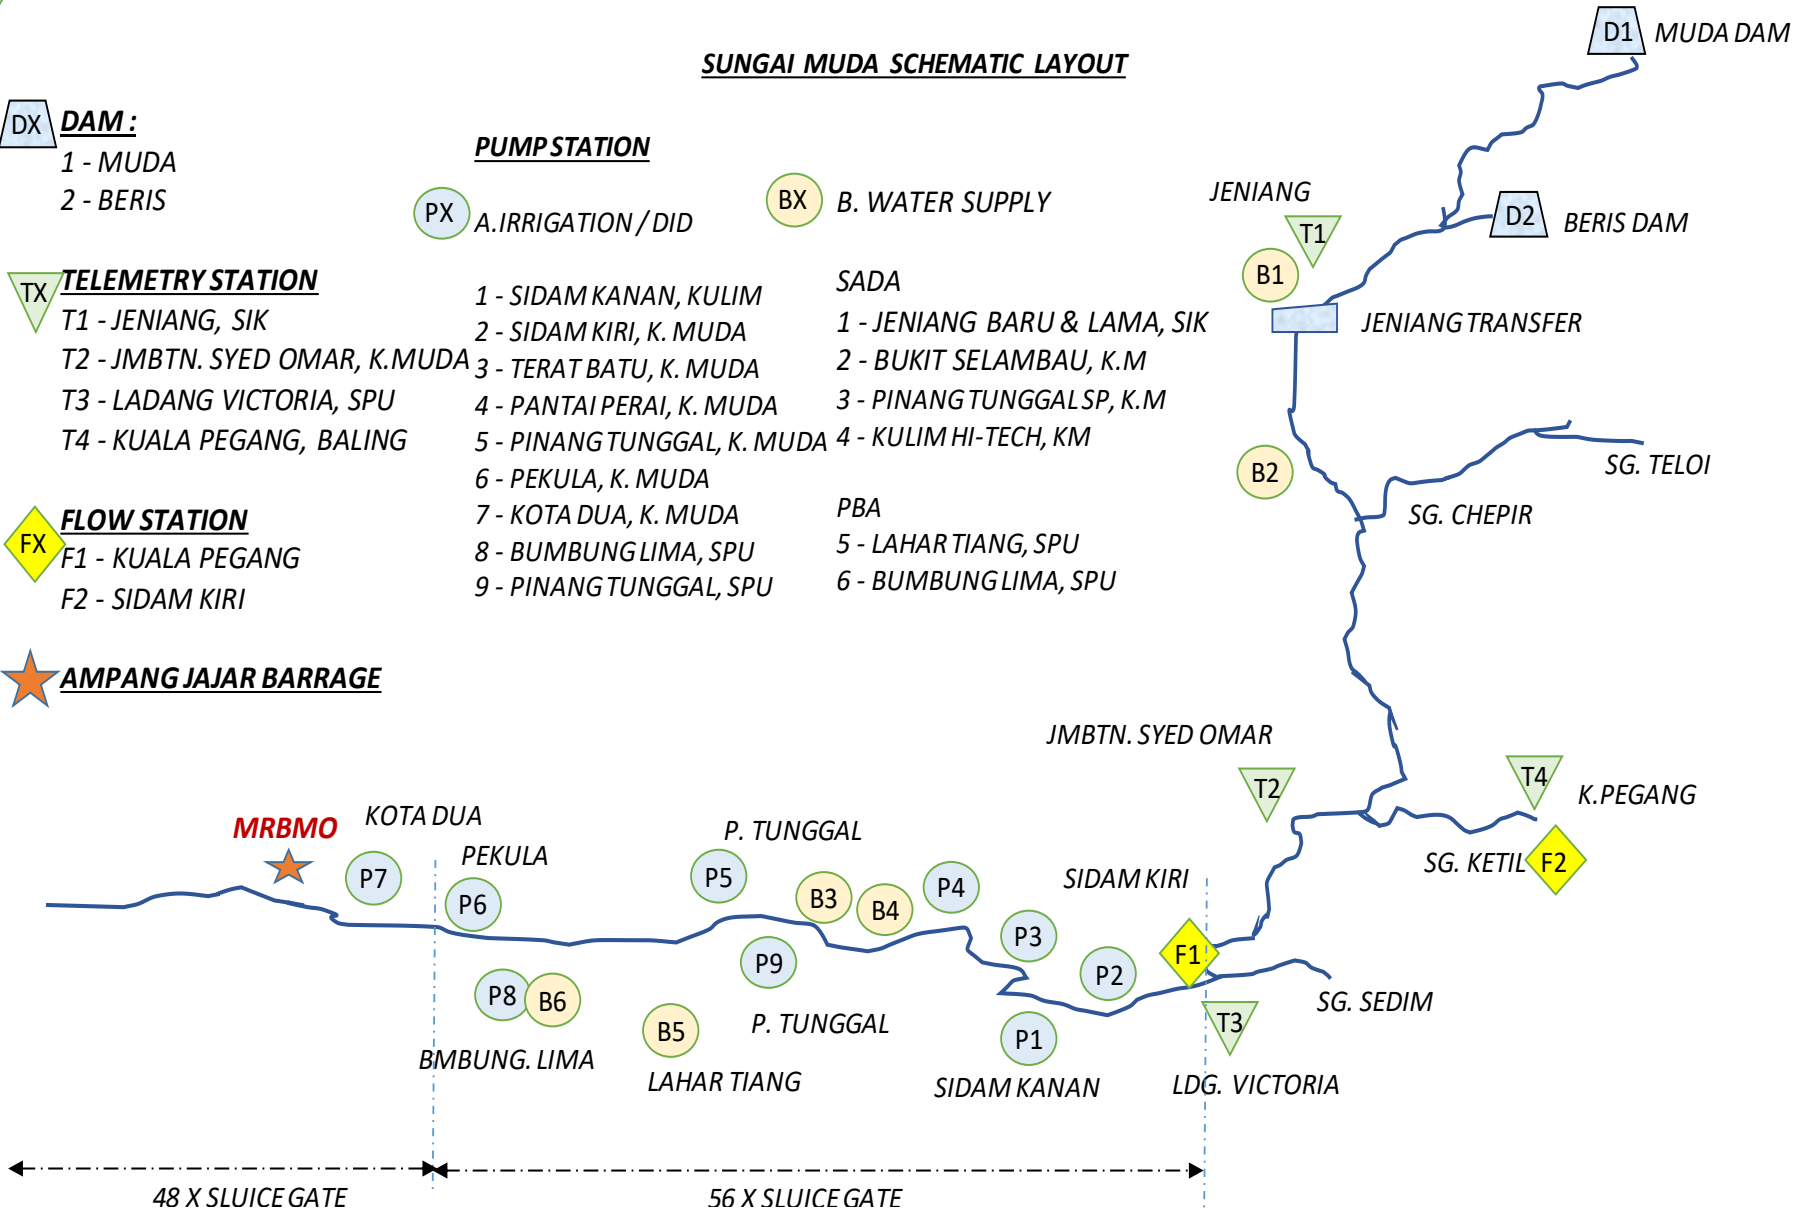 SUNGAI MUDA SCHEMATIC LAYOUT
DX
DAM :
1 - MUDA
2 - BERIS
TX
TELEMETRY STATION
T1 - JENIANG, SIK
T2 - JMBTN. SYED OMAR, K.MUDA
T3 - LADANG VICTORIA, SPU
T4 - KUALA PEGANG, BALING
FX
FLOW STATION
F1 - KUALA PEGANG
F2 - SIDAM KIRI
AMPANG JAJAR BARRAGE
PUMP STATION
PX
A.IRRIGATION / DID
1 - SIDAM KANAN, KULIM
2 - SIDAM KIRI, K. MUDA
3 - TERAT BATU, K. MUDA
4 - PANTAI PERAI, K. MUDA
5 - PINANG TUNGGAL, K. MUDA
6 - PEKULA, K. MUDA
7 - KOTA DUA, K. MUDA
8 - BUMBUNG LIMA, SPU
9 - PINANG TUNGGAL, SPU
BX
B. WATER SUPPLY
SADA
1 - JENIANG BARU & LAMA, SIK
2 - BUKIT SELAMBAU, K.M
3 - PINANG TUNGGAL SP, K.M
4 - KULIM HI-TECH, KM
PBA
5 - LAHAR TIANG, SPU
6 - BUMBUNG LIMA, SPU
D1
MUDA DAM
D2
BERIS DAM
JENIANG
T1
B1
JENIANG TRANSFER
B2
SG. TELOI
SG. CHEPIR
JMBTN. SYED OMAR
T2
T4
K.PEGANG
SG. KETIL
F2
MRBMO
KOTA DUA
P7
PEKULA
P6
P. TUNGGAL
P5
B3
B4
P4
SIDAM KIRI
P3
P2
F1
P9
P8
B6
B5
P. TUNGGAL
P1
T3
SG. SEDIM
BMBUNG. LIMA
LAHAR TIANG
SIDAM KANAN
LDG. VICTORIA
48 X SLUICE GATE
56 X SLUICE GATE